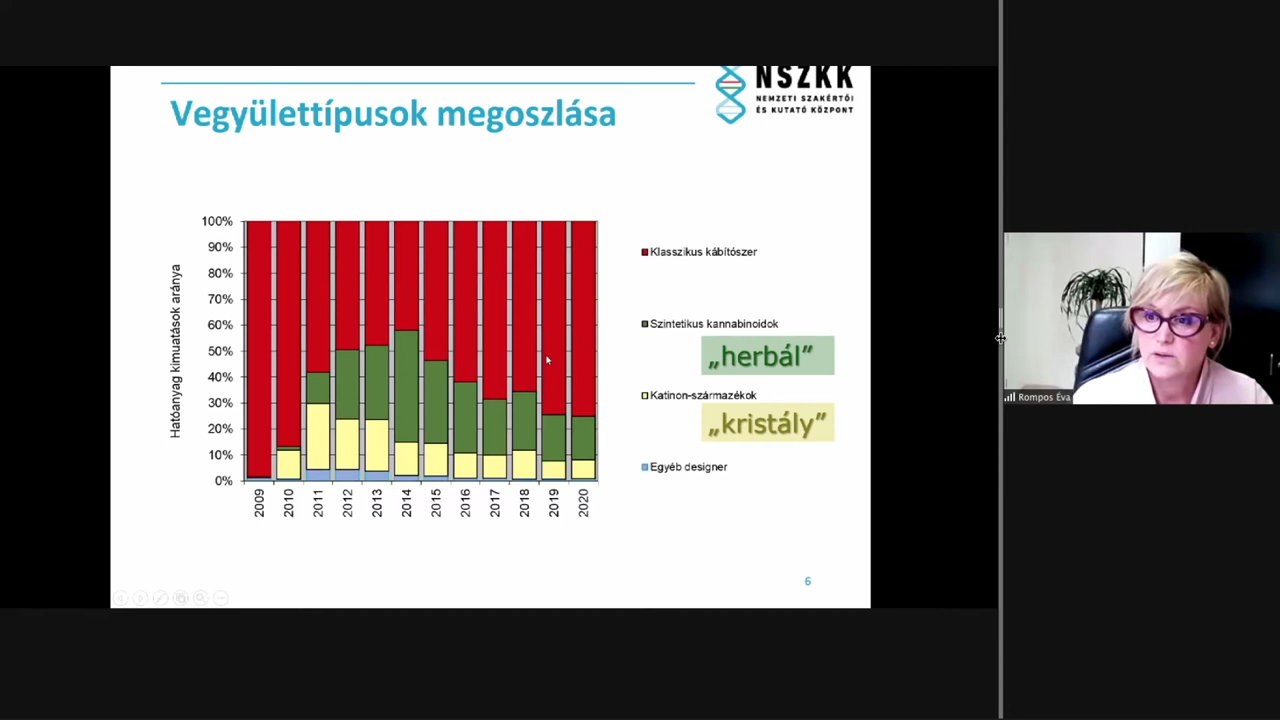 NSZKK
NEMZETI SZAKÉRTŐI
ÉS KUTATÓ KÖZPONT
Vegyülettípusok megoszlása
Hatóanyag kimuatások aránya
100%
90%
80%
70%
60%
50%
40%
30%
20%
10%
0%
2009
2010
2011
2012
2013
2014
2015
2016
2017
2018
2019
2020
Klasszikus kábítószer
Szintetikus kannabinoidok
„herbál”
Katinon-származékok
„kristály”
Egyéb designer
6
Rompos Éva